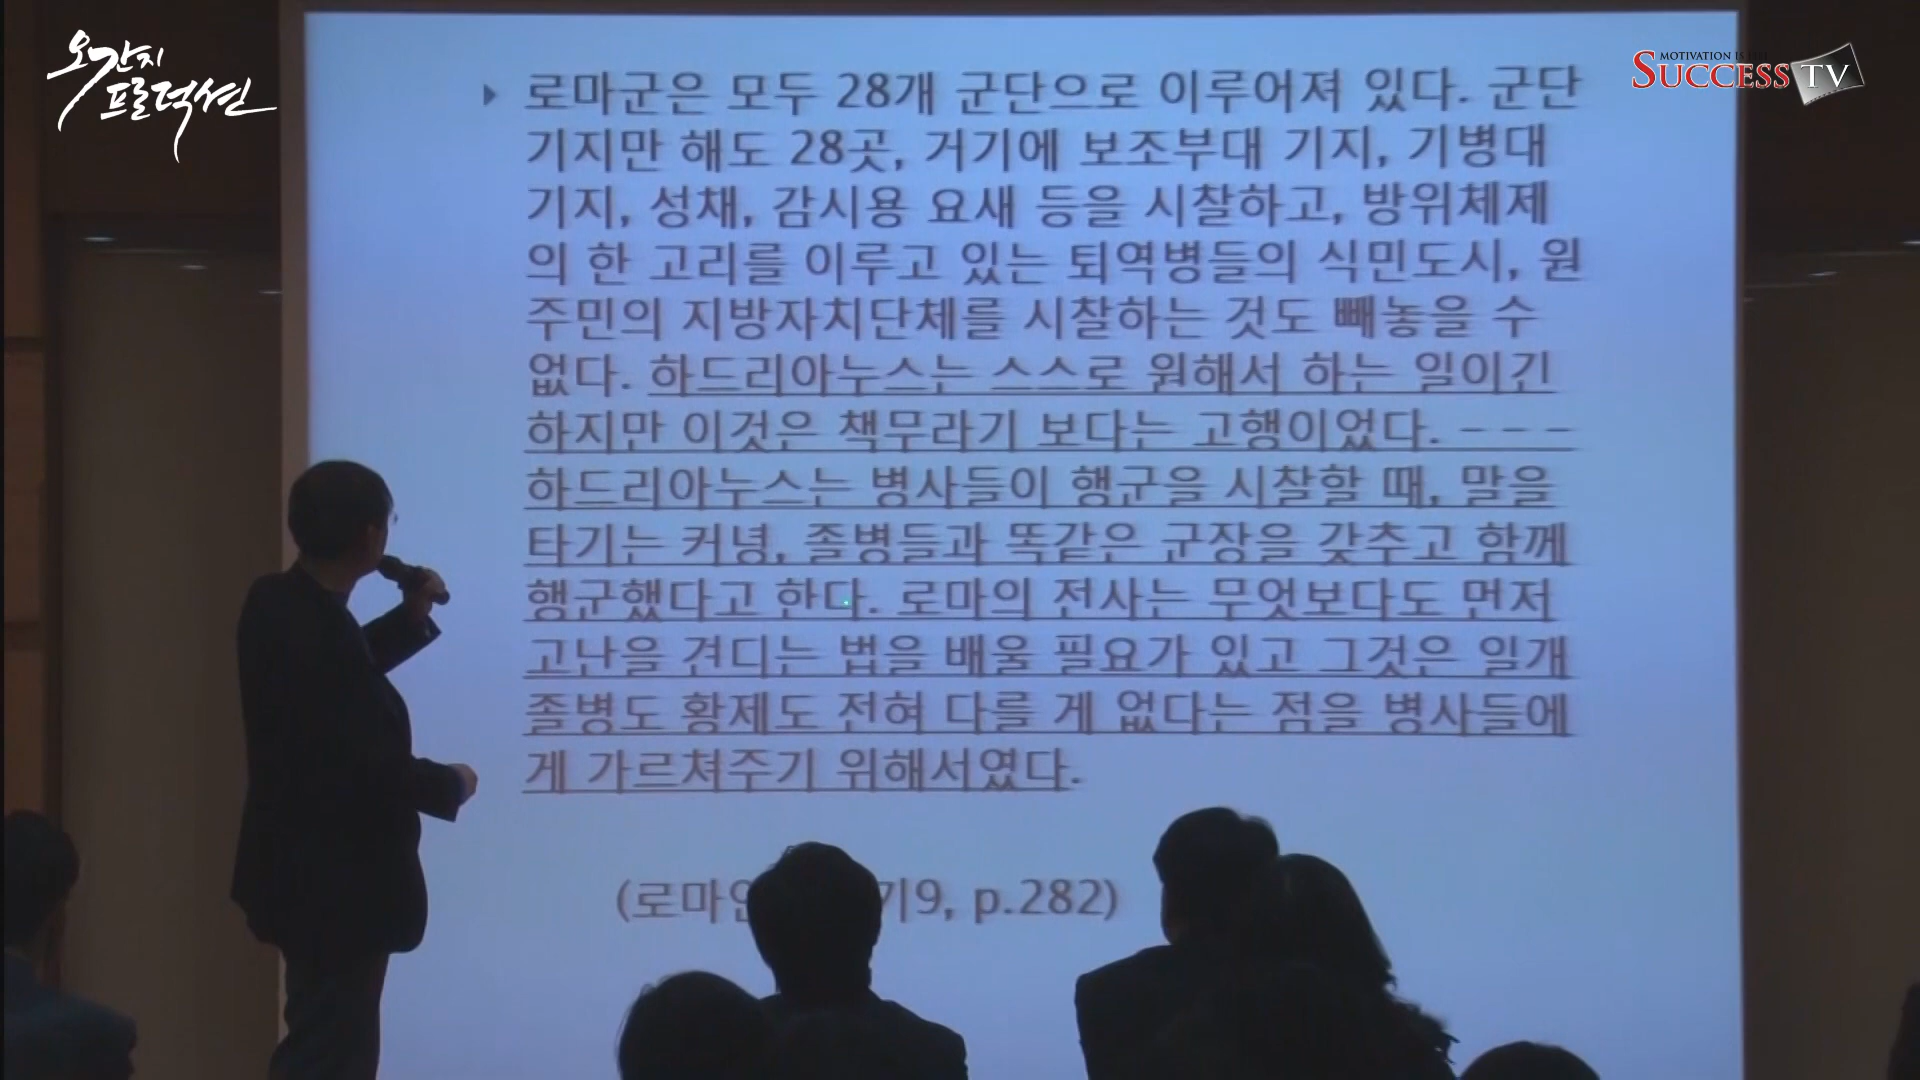 오간지
프로덕션
MOTIVATION IS
SUCCESS TV
로마군은 모두 28개 군단으로 이루어져 있다. 군단
기지만 해도 28곳, 거기에 보조부대 기지, 기병대
기지, 성채, 감시용 요새 등을 시찰하고, 방위체제
의 한 고리를 이루고 있는 퇴역병들의 식민도시, 원
주민의 지방자치단체를 시찰하는 것도 빼놓을 수
없다. 하드리아누스는 스스로 원해서 하는 일이긴
하지만 이것은 책무라기 보다는 고행이었다. ---
하드리아누스는 병사들이 행군을 시찰할 때, 말을
타기는 커녕, 졸병들과 똑같은 군장을 갖추고 함께
행군했다고 한다. 로마의 전사는 무엇보다도 먼저
고난을 견디는 법을 배울 필요가 있고 그것은 일개
졸병도 황제도 전혀 다를 게 없다는 점을 병사들에
게 가르쳐주기 위해서였다.
(로마 기9, p.282)